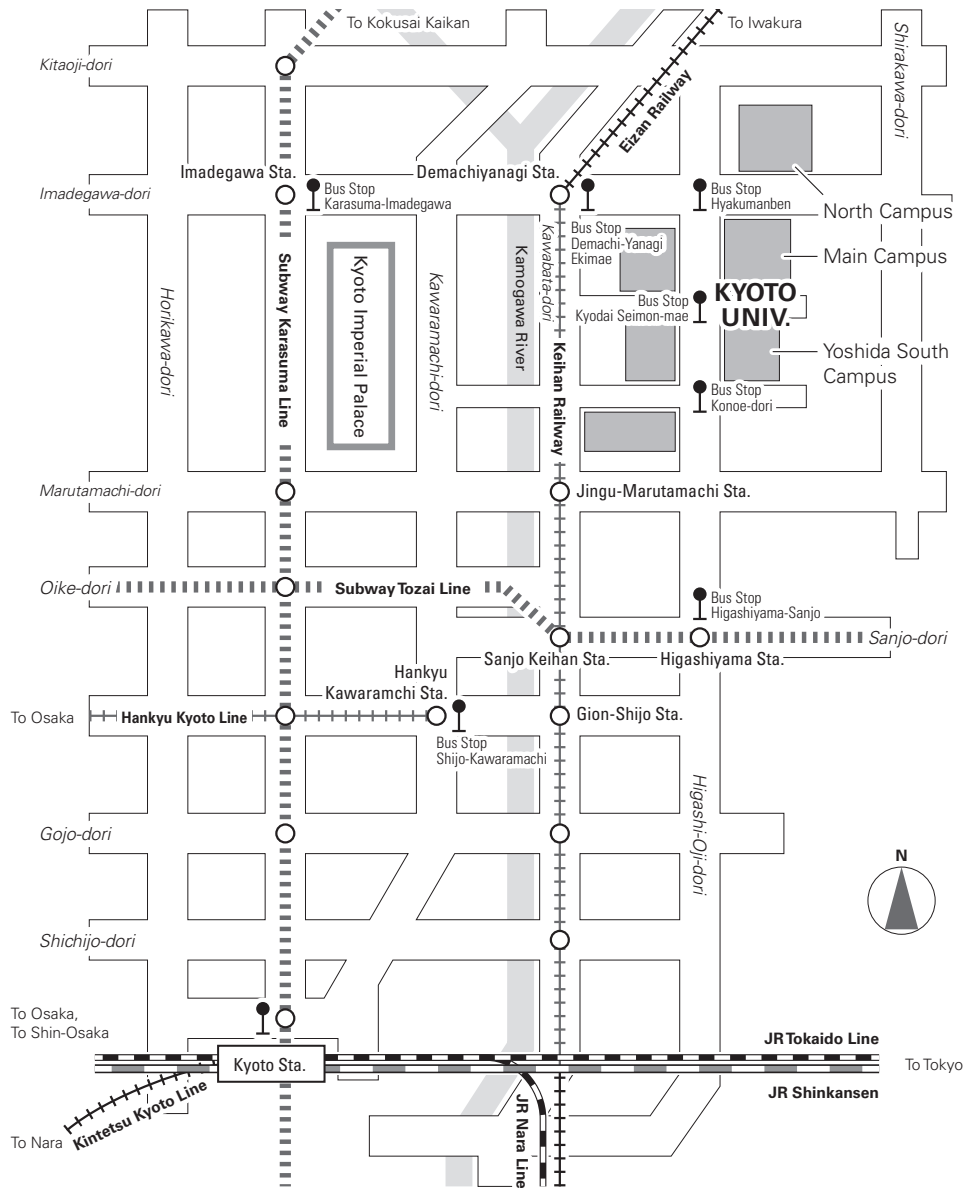 To Kokusai Kaikan
To Iwakura
Kitaoji-dori
Shirakawa-dori
Eizan Railway
Imadegawa Sta.
Demachiyanagi Sta.
Imadegawa-dori
Bus Stop
Karasuma-Imadegawa
Bus Stop
Hyakumanben
North Campus
Bus Stop
Demachi-Yanagi
Ekimae
Main Campus
Subway Karasuma Line
Kyoto Imperial Palace
Kawaramachi-dori
Kamogawa River
Kawabata-dori
Horikawa-dori
Bus Stop
Kyodai Seimon-mae
KYOTO
UNIV.
Keihan Railway
Yoshida South
Campus
Bus Stop
Konoe-dori
Marutamachi-dori
Jingu-Marutamachi Sta.
Oike-dori
Subway Tozai Line
Bus Stop
Higashiyama-Sanjo
Sanjo Keihan Sta.
Higashiyama Sta.
Sanjo-dori
Hankyu
Kawaramchi Sta.
To Osaka
Hankyu Kyoto Line
Gion-Shijo Sta.
Bus Stop
Shijo-Kawaramachi
Higashi-Oji-dori
Gojo-dori
N
Shichijo-dori
To Osaka,
To Shin-Osaka
Kyoto Sta.
JR Tokaido Line
To Tokyo
JR Shinkansen
Kintetsu Kyoto Line
To Nara
JR Nara Line